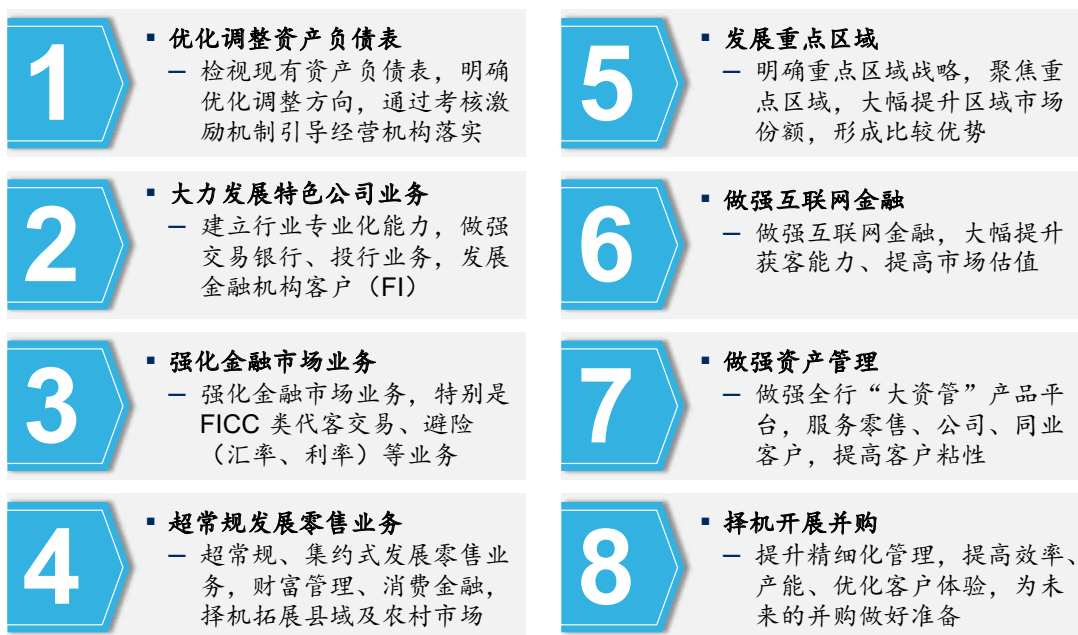 1
▪ 优化调整资产负债表
– 检视现有资产负债表，明确
优化调整方向，通过考核激
励机制引导经营机构落实
2
▪ 大力发展特色公司业务
– 建立行业专业化能力，做强
交易银行、投行业务，发展
金融机构客户（FI）
3
▪ 强化金融市场业务
– 强化金融市场业务，特别是
FICC 类代客交易、避险
（汇率、利率）等业务
4
▪ 超常规发展零售业务
– 超常规、集约式发展零售业
务，财富管理、消费金融，
择机拓展县域及农村市场
5
▪ 发展重点区域
– 明确重点区域战略，聚焦重
点区域，大幅提升区域市场
份额，形成比较优势
6
▪ 做强互联网金融
– 做强互联网金融，大幅提升
获客能力、提高市场估值
7
▪ 做强资产管理
– 做强全行“大资管”产品平
台，服务零售、公司、同业
客户，提高客户粘性
8
▪ 择机开展并购
– 提升精细化管理，提高效率、
产能、优化客户体验，为未
来的并购做好准备